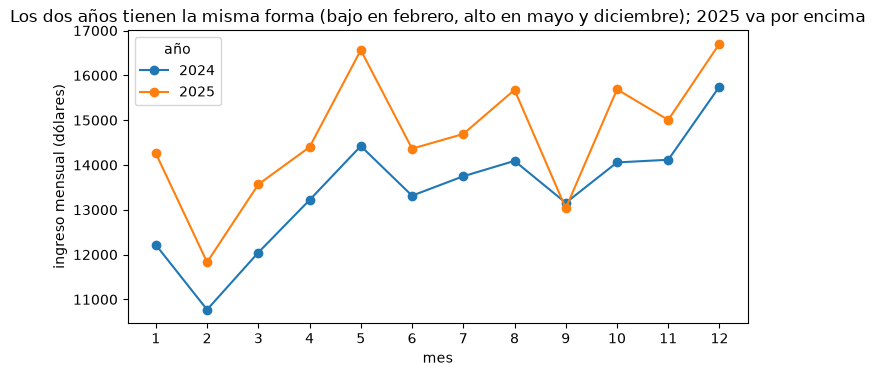 Los dos años tienen la misma forma (bajo en febrero, alto en mayo y diciembre); 2025 va por encima
17000
16000
15000
14000
13000
12000
11000
ingreso mensual (dólares)
año
2024
2025
1 2 3 4 5 6 7 8 9 10 11 12
mes